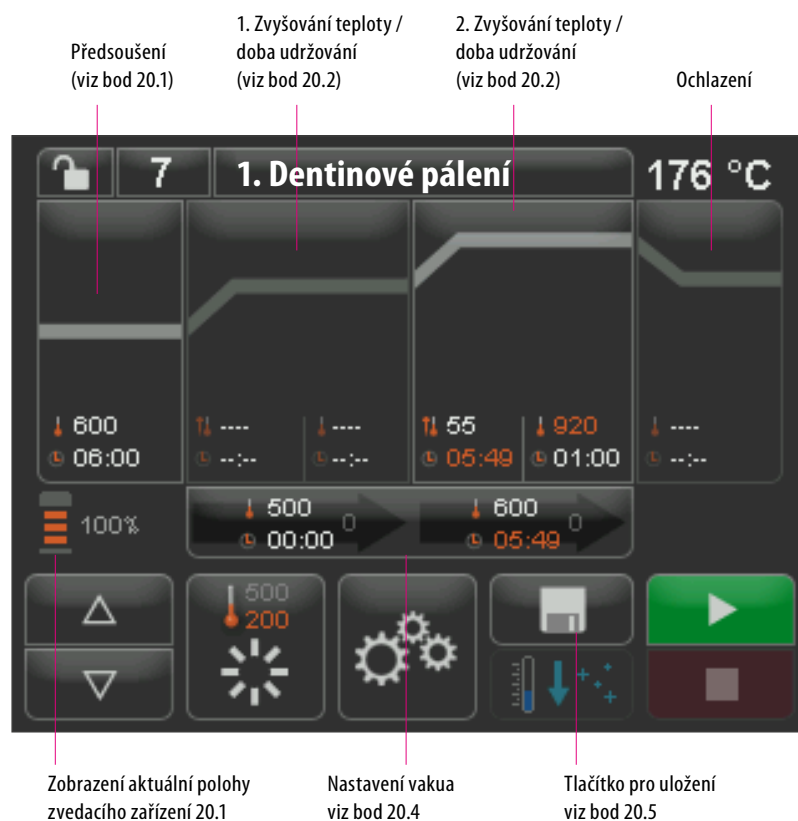 1. Zvyšování teploty /
doba udržování
(viz bod 20.2)
2. Zvyšování teploty /
doba udržování
(viz bod 20.2)
Předsoušení
(viz bod 20.1)
Ochlazení
7
1. Dentinové pálení
176 °C
600
06:00
----
--:--
----
--:--
55
05:49
920
01:00
----
--:--
100%
500
00:00
0
600
05:49
0
500
200
Zobrazení aktuální polohy
zvedacího zařízení 20.1
Nastavení vakua
viz bod 20.4
Tlačítko pro uložení
viz bod 20.5